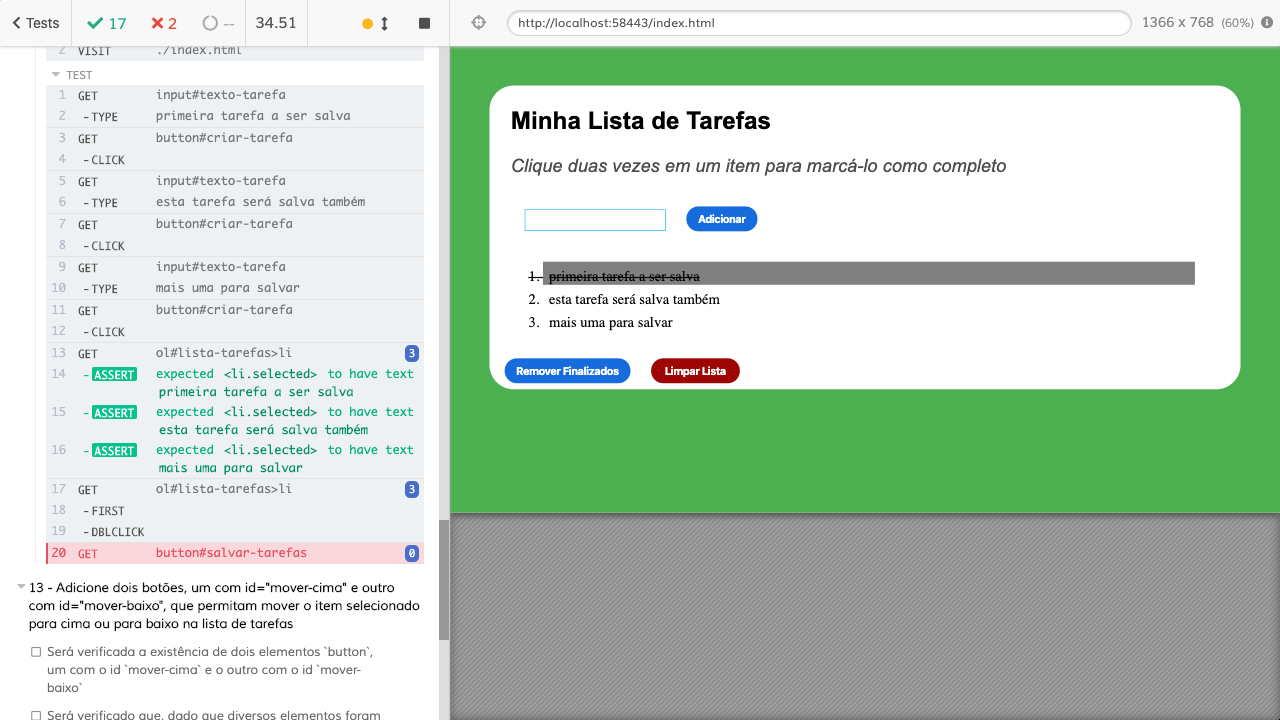 Tests
17
2
--
34.51
http://localhost:58443/index.html
1366 x 768 (60%)
2 VISIT ./index.html
TEST
1 GET input#texto-tarefa
2 -TYPE primeira tarefa a ser salva
3 GET button#criar-tarefa
4 -CLICK
5 GET input#texto-tarefa
6 -TYPE esta tarefa será salva também
7 GET button#criar-tarefa
8 -CLICK
9 GET input#texto-tarefa
10 -TYPE mais uma para salvar
11 GET button#criar-tarefa
12 -CLICK
13 GET ol#lista-tarefas>li 3
14 -ASSERT expected <li.selected> to have text
primeira tarefa a ser salva
15 -ASSERT expected <li.selected> to have text
esta tarefa será salva também
16 -ASSERT expected <li.selected> to have text
mais uma para salvar
17 GET ol#lista-tarefas>li 3
18 -FIRST
19 -DBLCLICK
20 GET button#salvar-tarefas 0
13 - Adicione dois botões, um com id="mover-cima" e outro
com id="mover-baixo", que permitam mover o item selecionado
para cima ou para baixo na lista de tarefas
Será verificada a existência de dois elementos `button`,
um com o id `mover-cima` e o outro com o id `mover-
baixo`
Será verificado que, dado que diversos elementos foram
Minha Lista de Tarefas
Clique duas vezes em um item para marcá-lo como completo
Adicionar
1. primeira tarefa a ser salva
2. esta tarefa será salva também
3. mais uma para salvar
Remover Finalizados
Limpar Lista